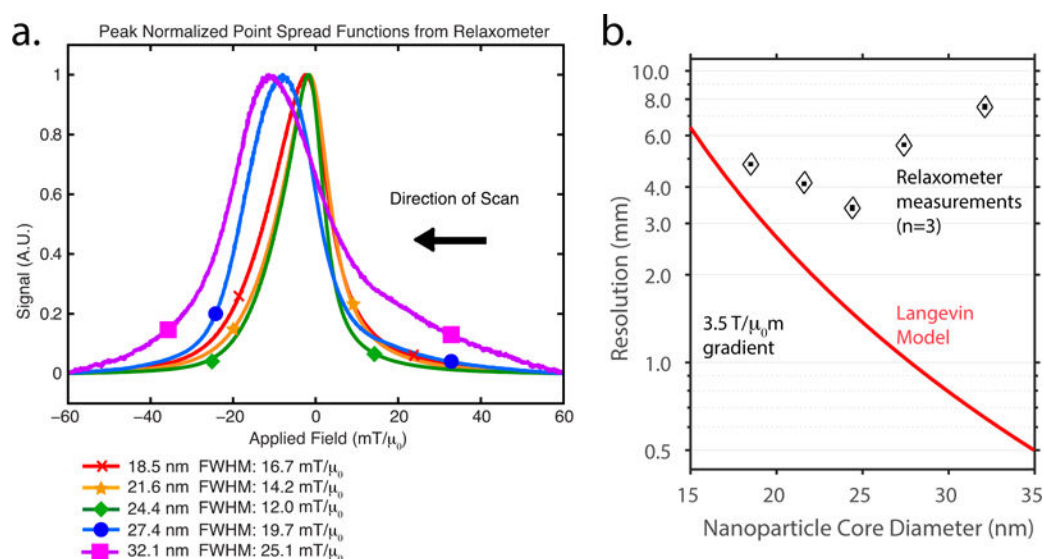 a.
Peak Normalized Point Spread Functions from Relaxometer
1
0.8
0.6
0.4
0.2
0
Signal (A.U.)
Direction of Scan
−60 −40 −20 0 20 40 60
Applied Field (mT/μ₀)
18.5 nm FWHM: 16.7 mT/μ₀
21.6 nm FWHM: 14.2 mT/μ₀
24.4 nm FWHM: 12.0 mT/μ₀
27.4 nm FWHM: 19.7 mT/μ₀
32.1 nm FWHM: 25.1 mT/μ₀
b.
10.0
8.0
6.0
4.0
3.0
2.0
1.0
0.5
Resolution (mm)
Relaxometer
measurements
(n=3)
3.5 T/μ₀m
gradient
Langevin
Model
15 20 25 30 35
Nanoparticle Core Diameter (nm)